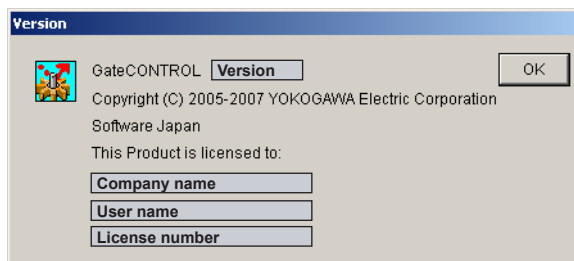 Version
GateCONTROL Version
OK
Copyright (C) 2005-2007 YOKOGAWA Electric Corporation
Software Japan
This Product is licensed to:
Company name
User name
License number